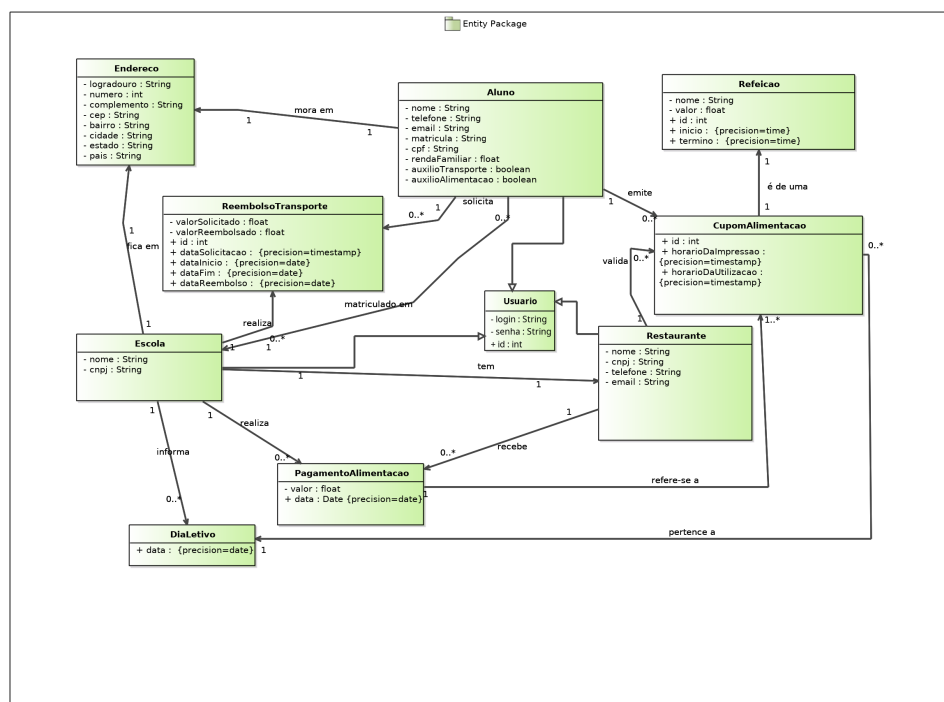 Entity Package
Endereco
- logradouro : String
- numero : int
- complemento : String
- cep : String
- bairro : String
- cidade : String
- estado : String
- pais : String
mora em
1
1
Aluno
- nome : String
- telefone : String
- email : String
- matricula : String
- cpf : String
- rendaFamiliar : float
- auxilioTransporte : boolean
- auxilioAlimentacao : boolean
Refeicao
- nome : String
- valor : float
+ id : int
+ inicio : {precision=time}
+ termino : {precision=time}
1
é de uma
1
emite
1
0..*
solicita
1
0..*
0..*
ReembolsoTransporte
- valorSolicitado : float
- valorReembolsado : float
+ id : int
+ dataSolicitacao : {precision=timestamp}
+ dataInicio : {precision=date}
+ dataFim : {precision=date}
+ dataReembolso : {precision=date}
CupomAlimentacao
+ id : int
+ horarioDaImpressao :
{precision=timestamp}
+ horarioDaUtilizacao :
{precision=timestamp}
0..*
1
fica em
1
valida
0..*
1
1..*
matriculado em
Usuario
- login : String
- senha : String
+ id : int
realiza
1
0..*
1
Escola
- nome : String
- cnpj : String
Restaurante
- nome : String
- cnpj : String
- telefone : String
- email : String
tem
1
1
1
informa
0..*
1
realiza
0..*
1
recebe
0..*
PagamentoAlimentacao
- valor : float
+ data : Date {precision=date}
1
refere-se a
DiaLetivo
+ data : {precision=date}
1
pertence a